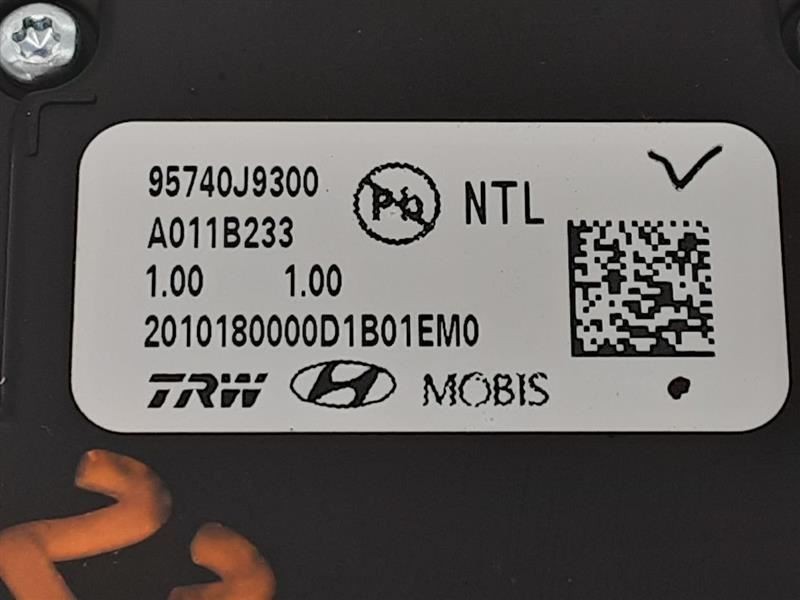 95740J9300
Pb
NTL
A011B233
1.00 1.00
2010180000D1B01EM0
TRW H MOBIS